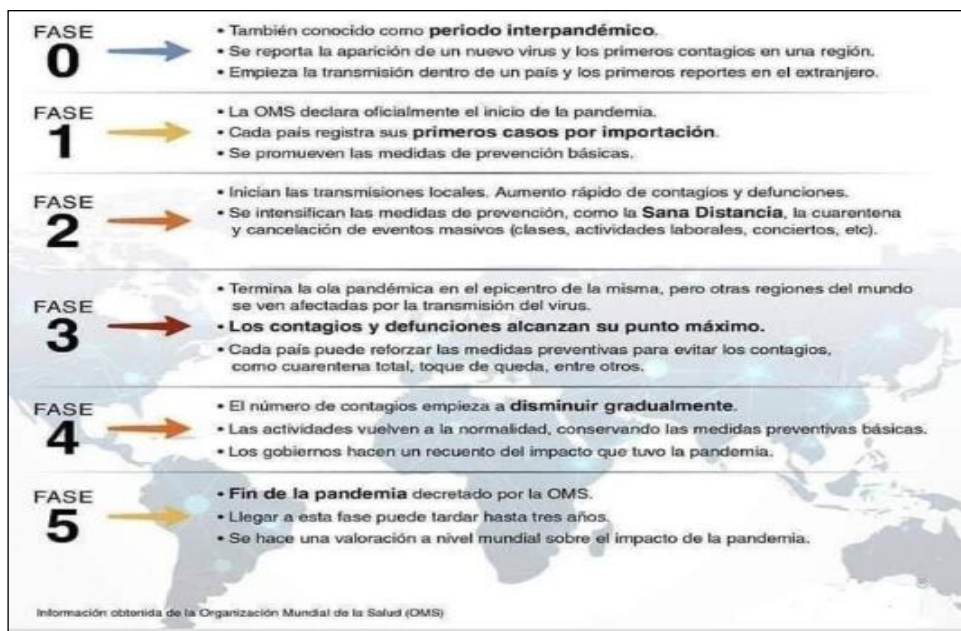 FASE
0
• También conocido como periodo interpandémico.
• Se reporta la aparición de un nuevo virus y los primeros contagios en una región.
• Empieza la transmisión dentro de un país y los primeros reportes en el extranjero.
FASE
1
• La OMS declara oficialmente el inicio de la pandemia.
• Cada país registra sus primeros casos por importación.
• Se promueven las medidas de prevención básicas.
FASE
2
• Inician las transmisiones locales. Aumento rápido de contagios y defunciones.
• Se intensifican las medidas de prevención, como la Sana Distancia, la cuarentena
y cancelación de eventos masivos (clases, actividades laborales, conciertos, etc).
FASE
3
• Termina la ola pandémica en el epicentro de la misma, pero otras regiones del mundo
se ven afectadas por la transmisión del virus.
• Los contagios y defunciones alcanzan su punto máximo.
• Cada país puede reforzar las medidas preventivas para evitar los contagios,
como cuarentena total, toque de queda, entre otros.
FASE
4
• El número de contagios empieza a disminuir gradualmente.
• Las actividades vuelven a la normalidad, conservando las medidas preventivas básicas.
• Los gobiernos hacen un recuento del impacto que tuvo la pandemia.
FASE
5
• Fin de la pandemia decretado por la OMS.
• Llegar a esta fase puede tardar hasta tres años.
• Se hace una valoración a nivel mundial sobre el impacto de la pandemia.
Información obtenida de la Organización Mundial de la Salud (OMS)